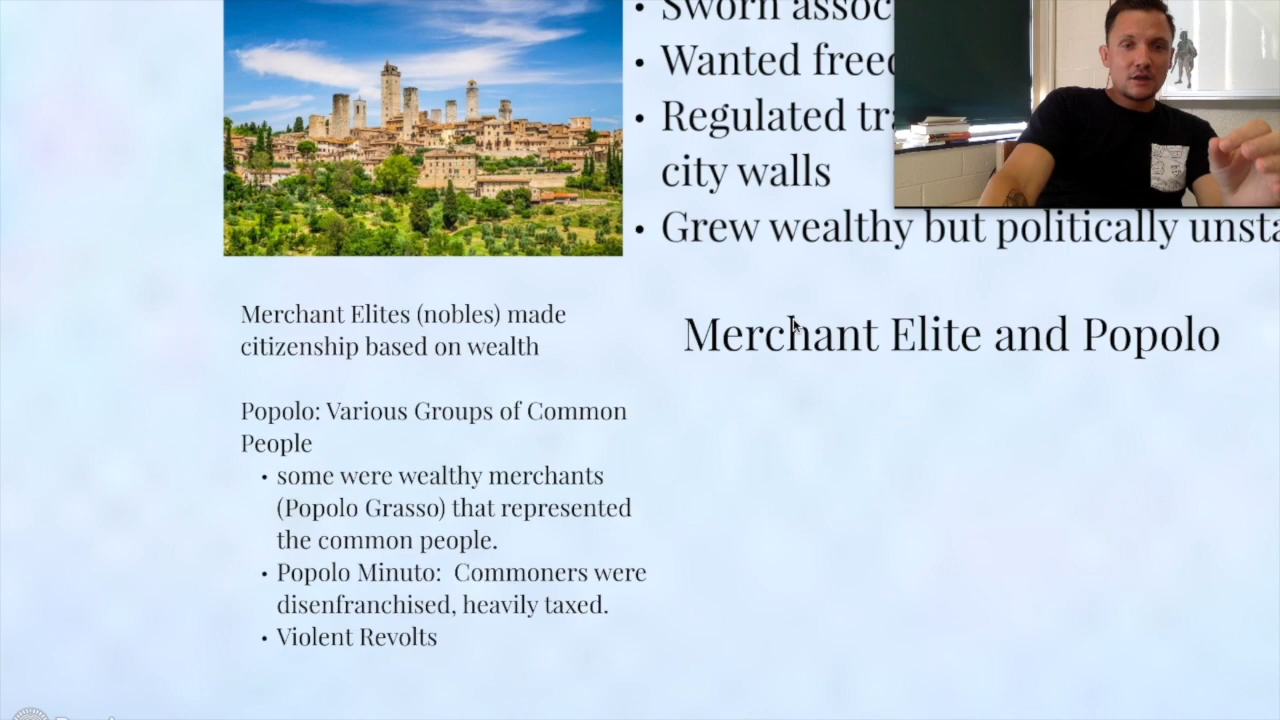 Sworn assoc
Wanted freed
Regulated tra
city walls
Grew wealthy but politically unsta
Merchant Elites (nobles) made
citizenship based on wealth
Merchant Elite and Popolo
Popolo: Various Groups of Common
People
• some were wealthy merchants
(Popolo Grasso) that represented
the common people.
• Popolo Minuto: Commoners were
disenfranchised, heavily taxed.
• Violent Revolts